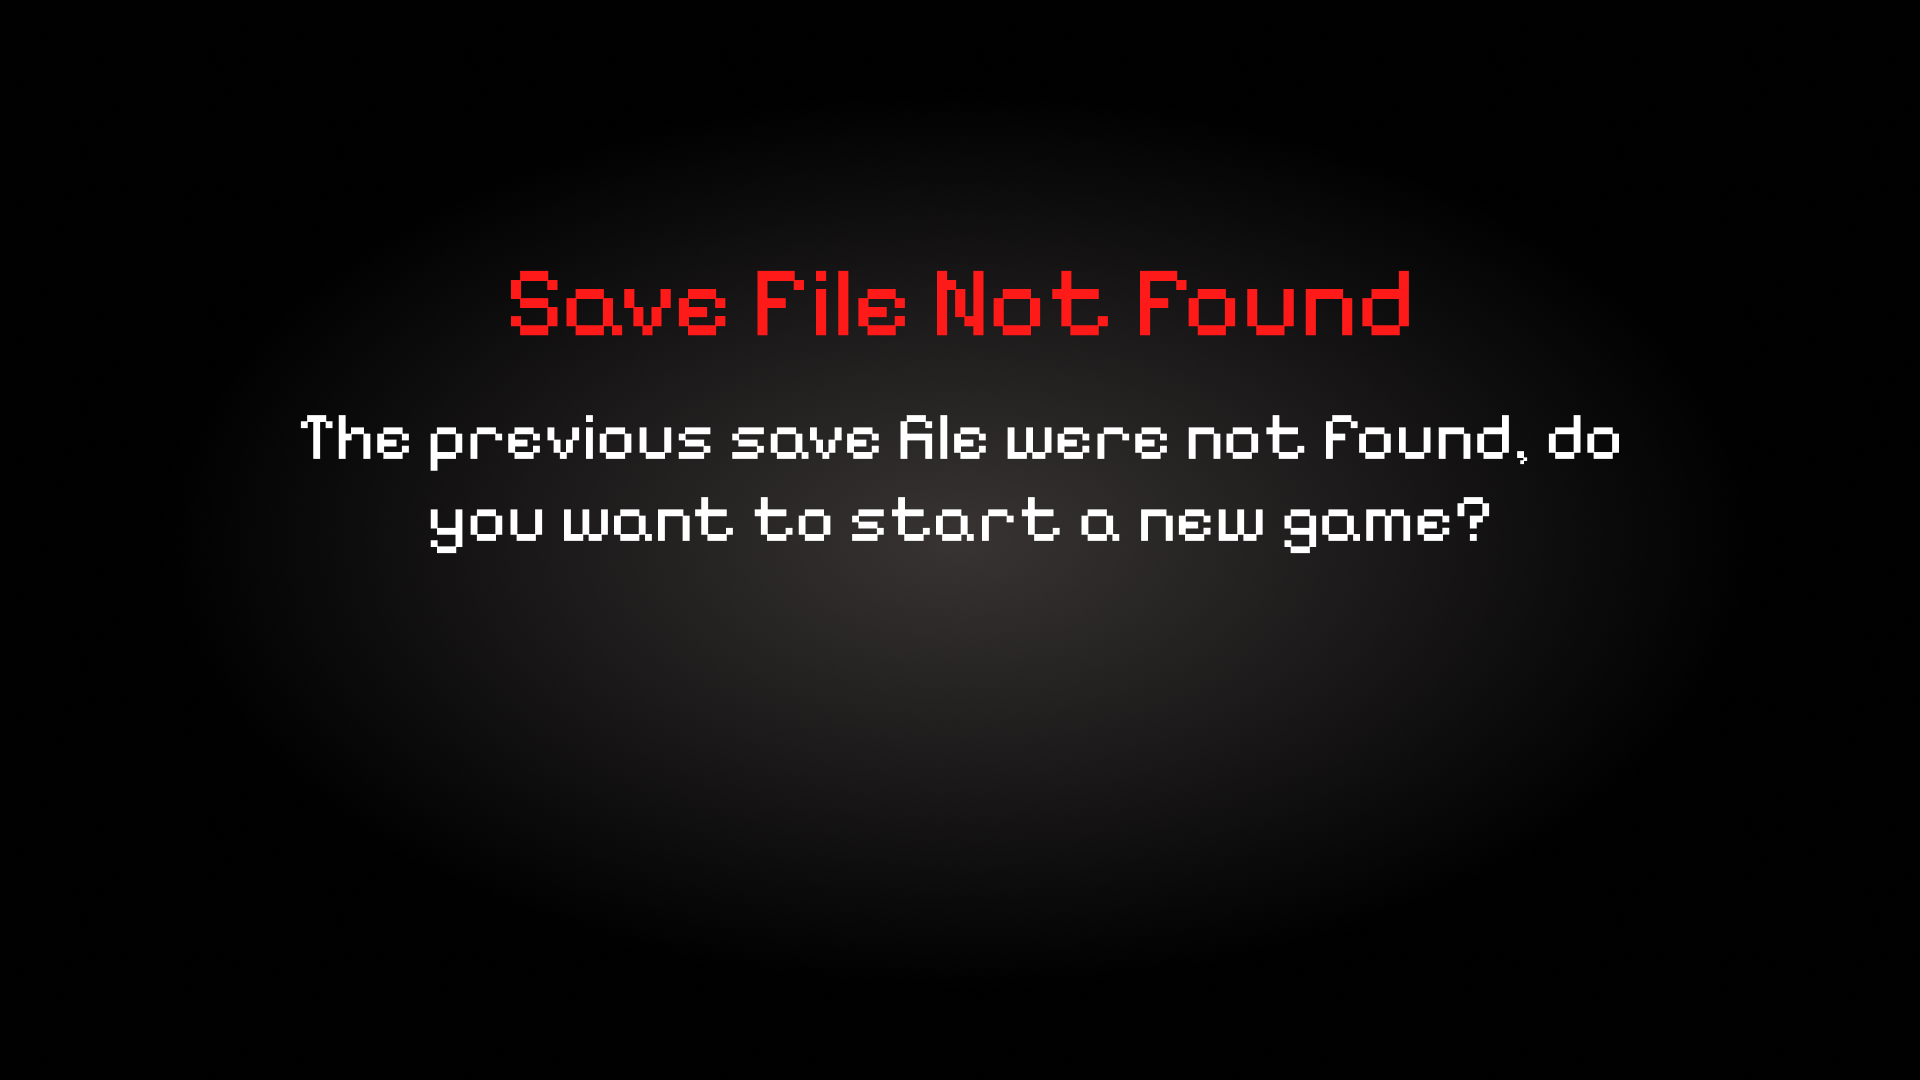 Save File Not Found
The previous save file were not found, do
you want to start a new game?